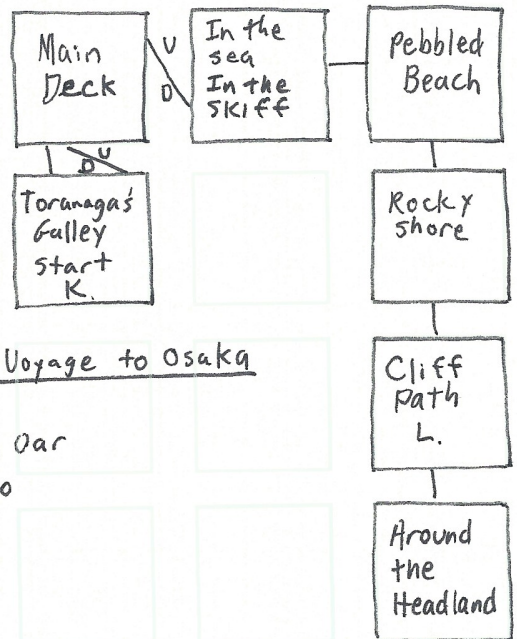 Main
Deck
U
D
In the
sea
In the
Skiff
Pebbled
Beach
D U
Toranaga's
Galley
start
K.
Rocky
shore
Voyage to Osaka
Oar
o
Cliff
Path
L.
Around
the
Headland